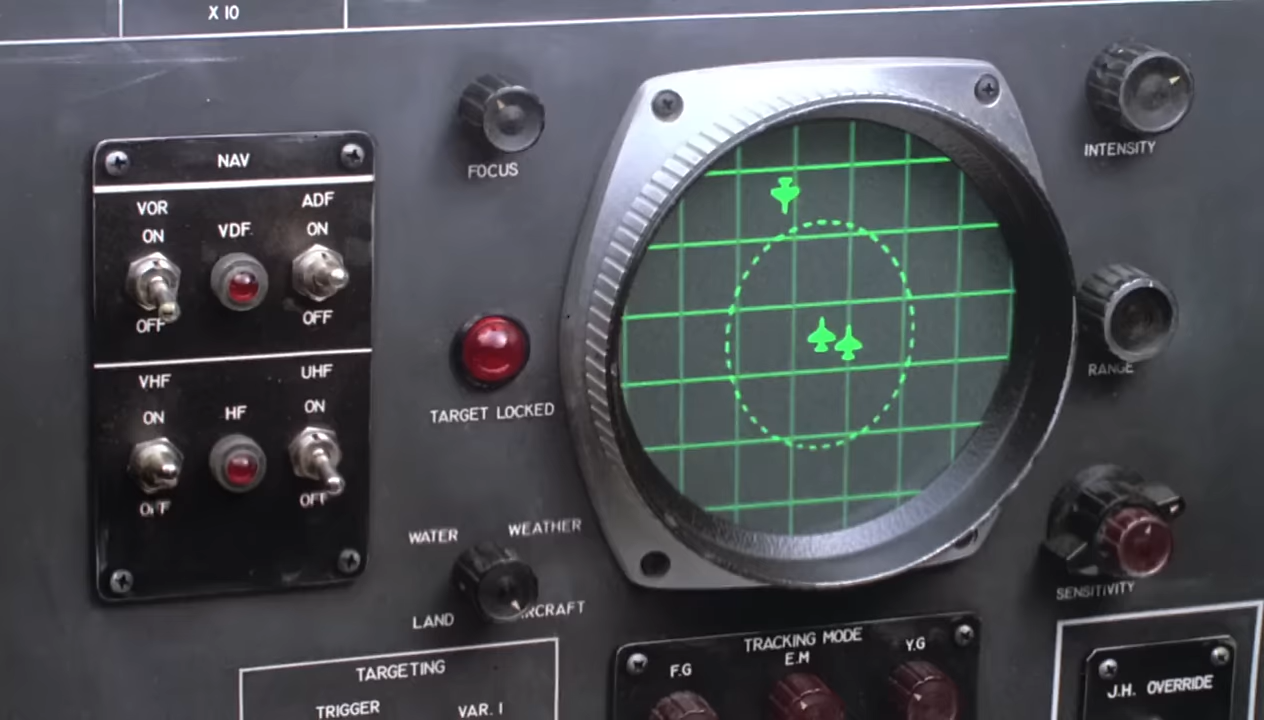 X 10
NAV
VOR
ADF
ON
VDF
ON
OFF
OFF
VHF
UHF
ON
HF
ON
OFF
OFF
FOCUS
TARGET LOCKED
WATER
WEATHER
LAND
IRCRAFT
TARGETING
TRIGGER
VAR. I
INTENSITY
RANGE
SENSITIVITY
TRACKING MODE
F.G
E.M
Y.G
J.H. OVERRIDE